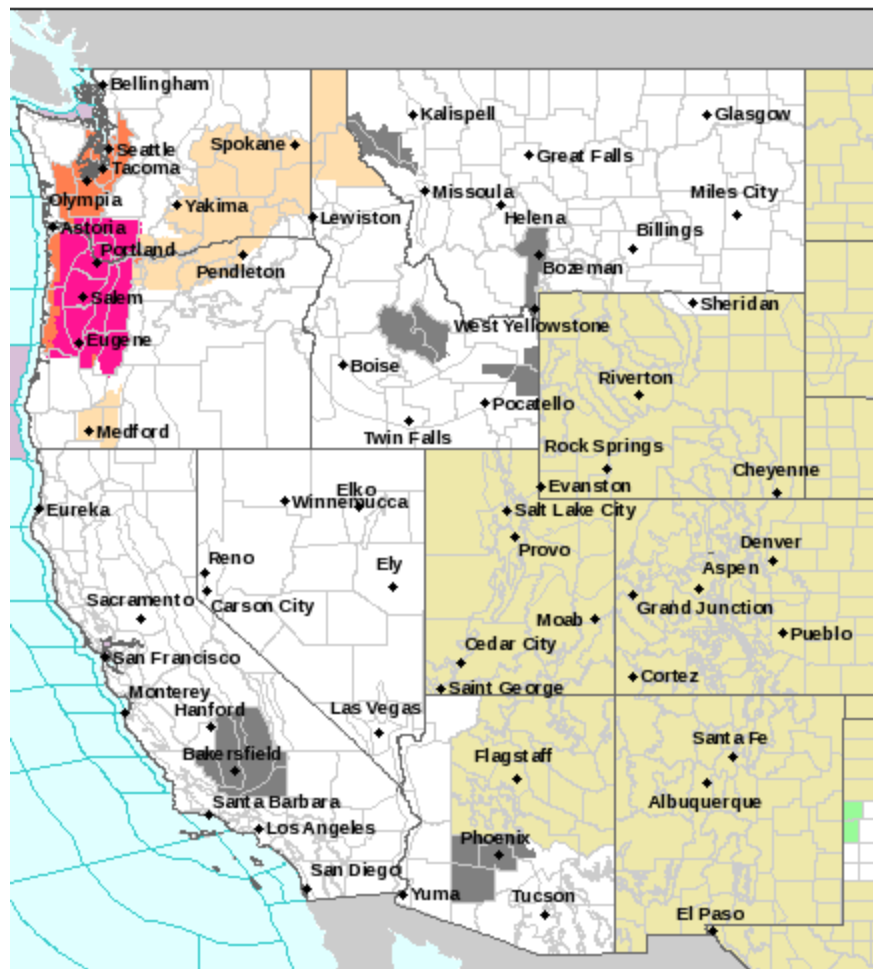 Bellingham
Kalispell
Glasgow
Seattle
Spokane
Great Falls
Tacoma
Missoula
Miles City
Olympia
Yakima
Lewiston
Helena
Astoria
Billings
Portland
Pendleton
Bozeman
Salem
Sheridan
West Yellowstone
Eugene
Boise
Riverton
Pocatello
Medford
Twin Falls
Rock Springs
Cheyenne
Evanston
Elko
Winnemucca
Eureka
Salt Lake City
Provo
Denver
Reno
Ely
Aspen
Sacramento
Carson City
Grand Junction
Moab
Pueblo
San Francisco
Cedar City
Cortez
Monterey
Saint George
Hanford
Las Vegas
Santa Fe
Bakersfield
Flagstaff
Albuquerque
Santa Barbara
Los Angeles
Phoenix
San Diego
Yuma
Tucson
El Paso